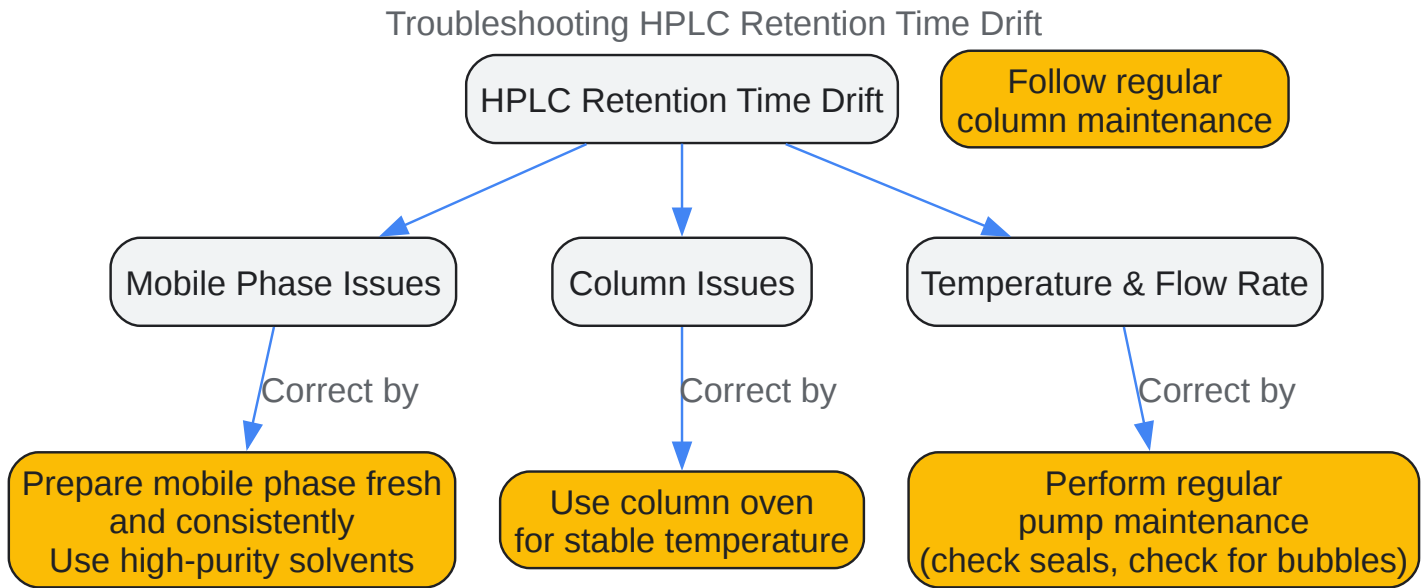 Troubleshooting HPLC Retention Time Drift
HPLC Retention Time Drift
Follow regular
column maintenance
Mobile Phase Issues
Column Issues
Temperature & Flow Rate
Correct by
Correct by
Correct by
Prepare mobile phase fresh
and consistently
Use high-purity solvents
Use column oven
for stable temperature
Perform regular
pump maintenance
(check seals, check for bubbles)